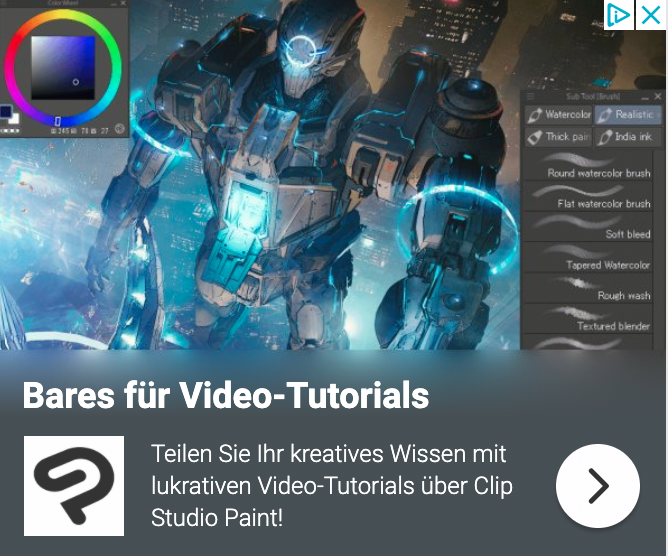 Color Wheel
245 78 27
Sub Tool [Brush]
Watercolor
Realistic
Thick pain
India ink
Round watercolor brush
Flat watercolor brush
Soft bleed
Tapered Watercolor
Rough wash
Textured blender
Bares für Video-Tutorials
Teilen Sie Ihr kreatives Wissen mit
lukrativen Video-Tutorials über Clip
Studio Paint!